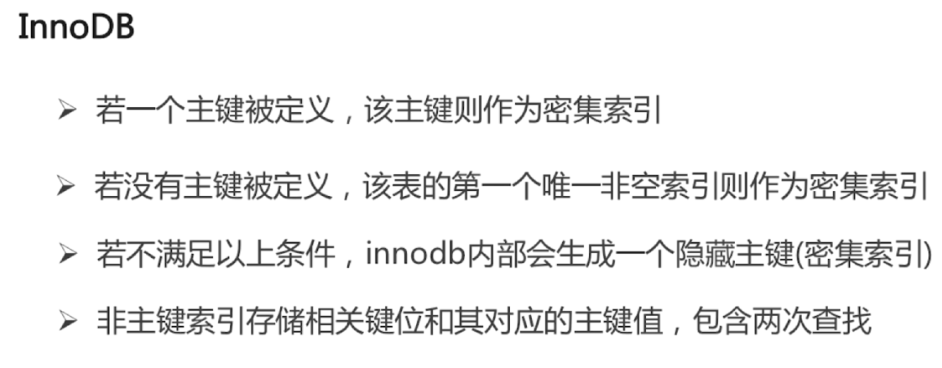 InnoDB
➢ 若一个主键被定义，该主键则作为密集索引
➢ 若没有主键被定义，该表的第一个唯一非空索引则作为密集索引
➢ 若不满足以上条件，innodb内部会生成一个隐藏主键(密集索引)
➢ 非主键索引存储相关键位和其对应的主键值，包含两次查找